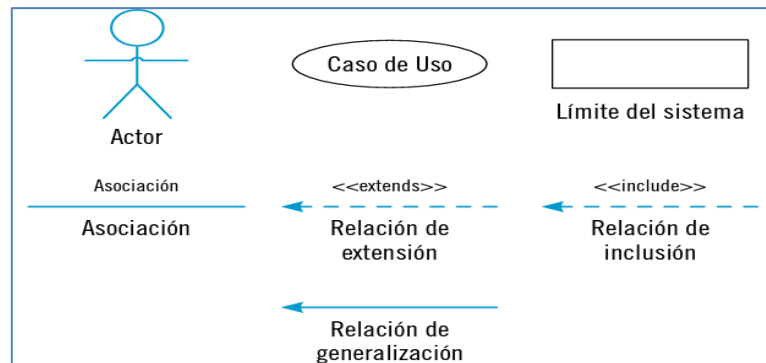 Caso de Uso
Actor
Límite del sistema
Asociación
Asociación
<<extends>>
Relación de
extensión
<<include>>
Relación de
inclusión
Relación de
generalización